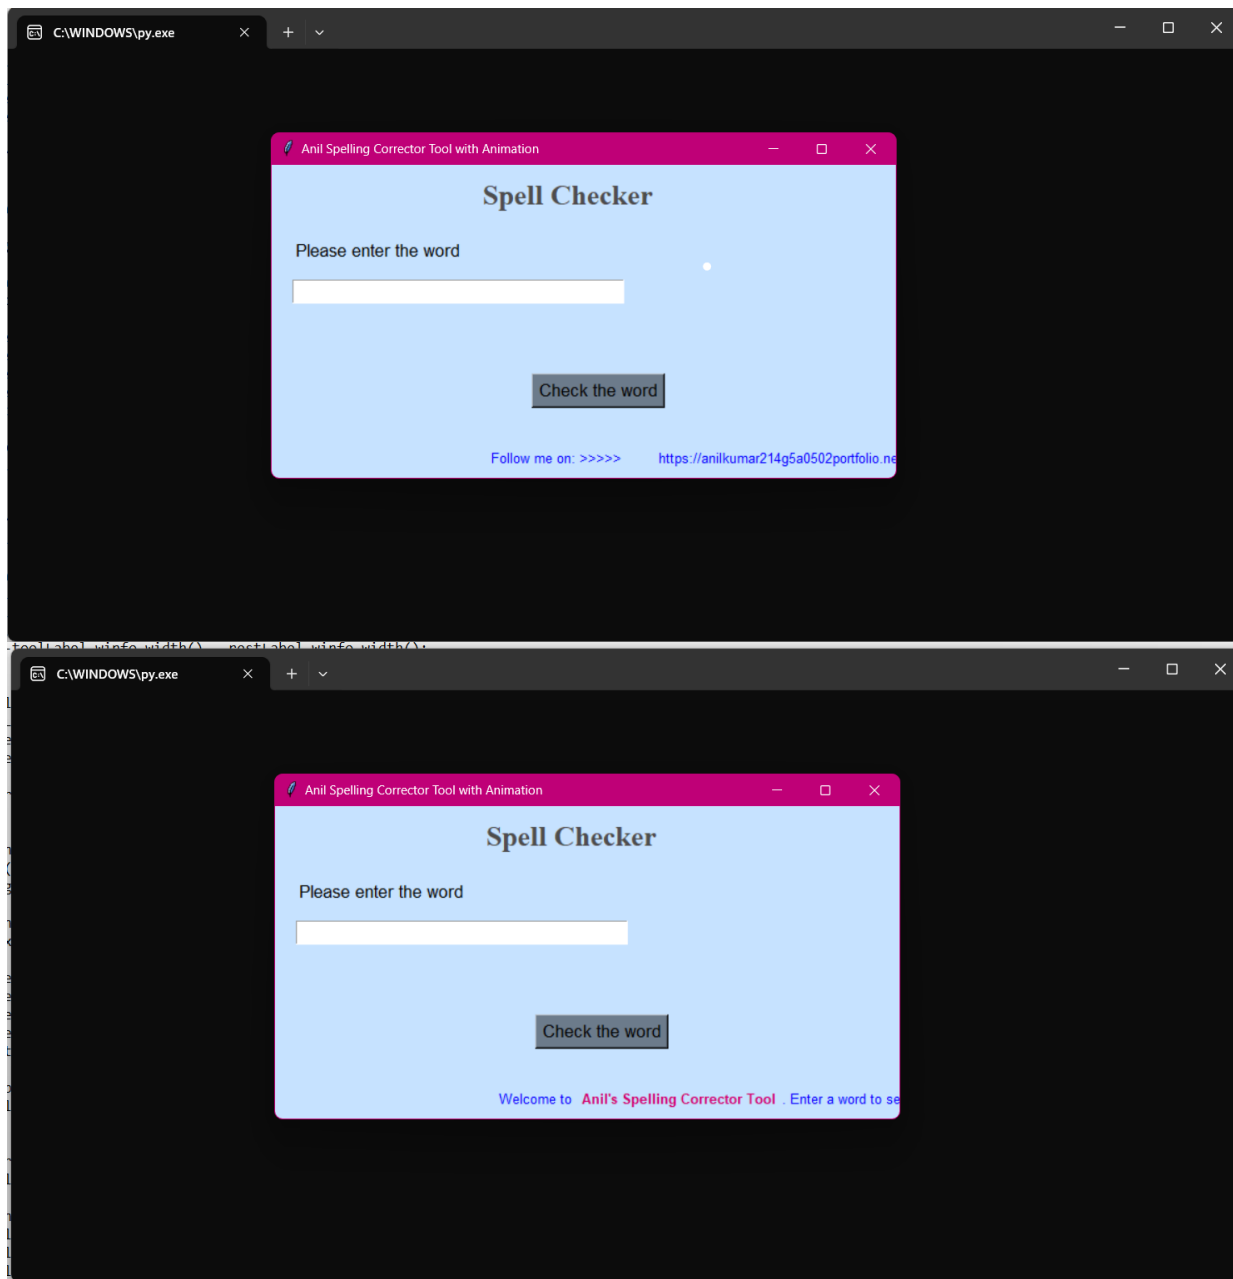 C:\WINDOWS\py.exe
Anil Spelling Corrector Tool with Animation
Spell Checker
Please enter the word
Check the word
Follow me on: >>>>> https://anilkumar214g5a0502portfolio.ne
C:\WINDOWS\py.exe
Anil Spelling Corrector Tool with Animation
Spell Checker
Please enter the word
Check the word
Welcome to Anil's Spelling Corrector Tool . Enter a word to se